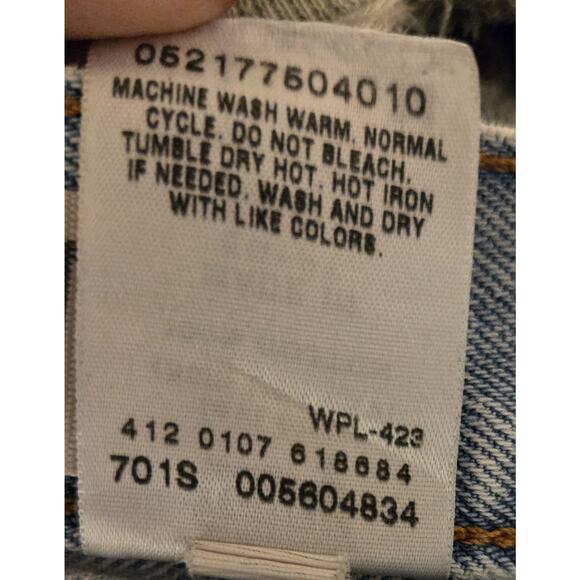 052177504010
MACHINE WASH WARM, NORMAL
CYCLE. DO NOT BLEACH.
TUMBLE DRY HOT. HOT IRON
IF NEEDED. WASH AND DRY
WITH LIKE COLORS.
WPL-423
412 0107 618684
701S 005604834